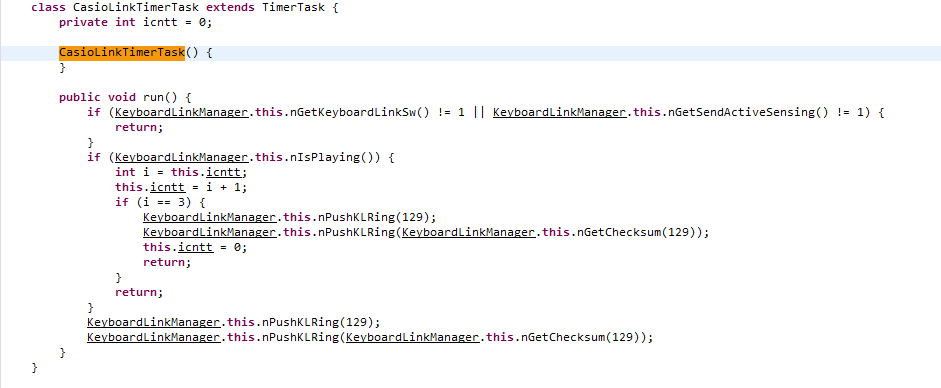 class CasioLinkTimerTask extends TimerTask {
    private int icntt = 0;

    CasioLinkTimerTask() {
    }

    public void run() {
        if (KeyboardLinkManager.this.nGetKeyboardLinkSw() != 1 || KeyboardLinkManager.this.nGetSendActiveSensing() != 1) {
            return;
        }
        if (KeyboardLinkManager.this.nIsPlaying()) {
            int i = this.icntt;
            this.icntt = i + 1;
            if (i == 3) {
                KeyboardLinkManager.this.nPushKLRing(129);
                KeyboardLinkManager.this.nPushKLRing(KeyboardLinkManager.this.nGetChecksum(129));
                this.icntt = 0;
                return;
            }
            return;
        }
        KeyboardLinkManager.this.nPushKLRing(129);
        KeyboardLinkManager.this.nPushKLRing(KeyboardLinkManager.this.nGetChecksum(129));
    }
}